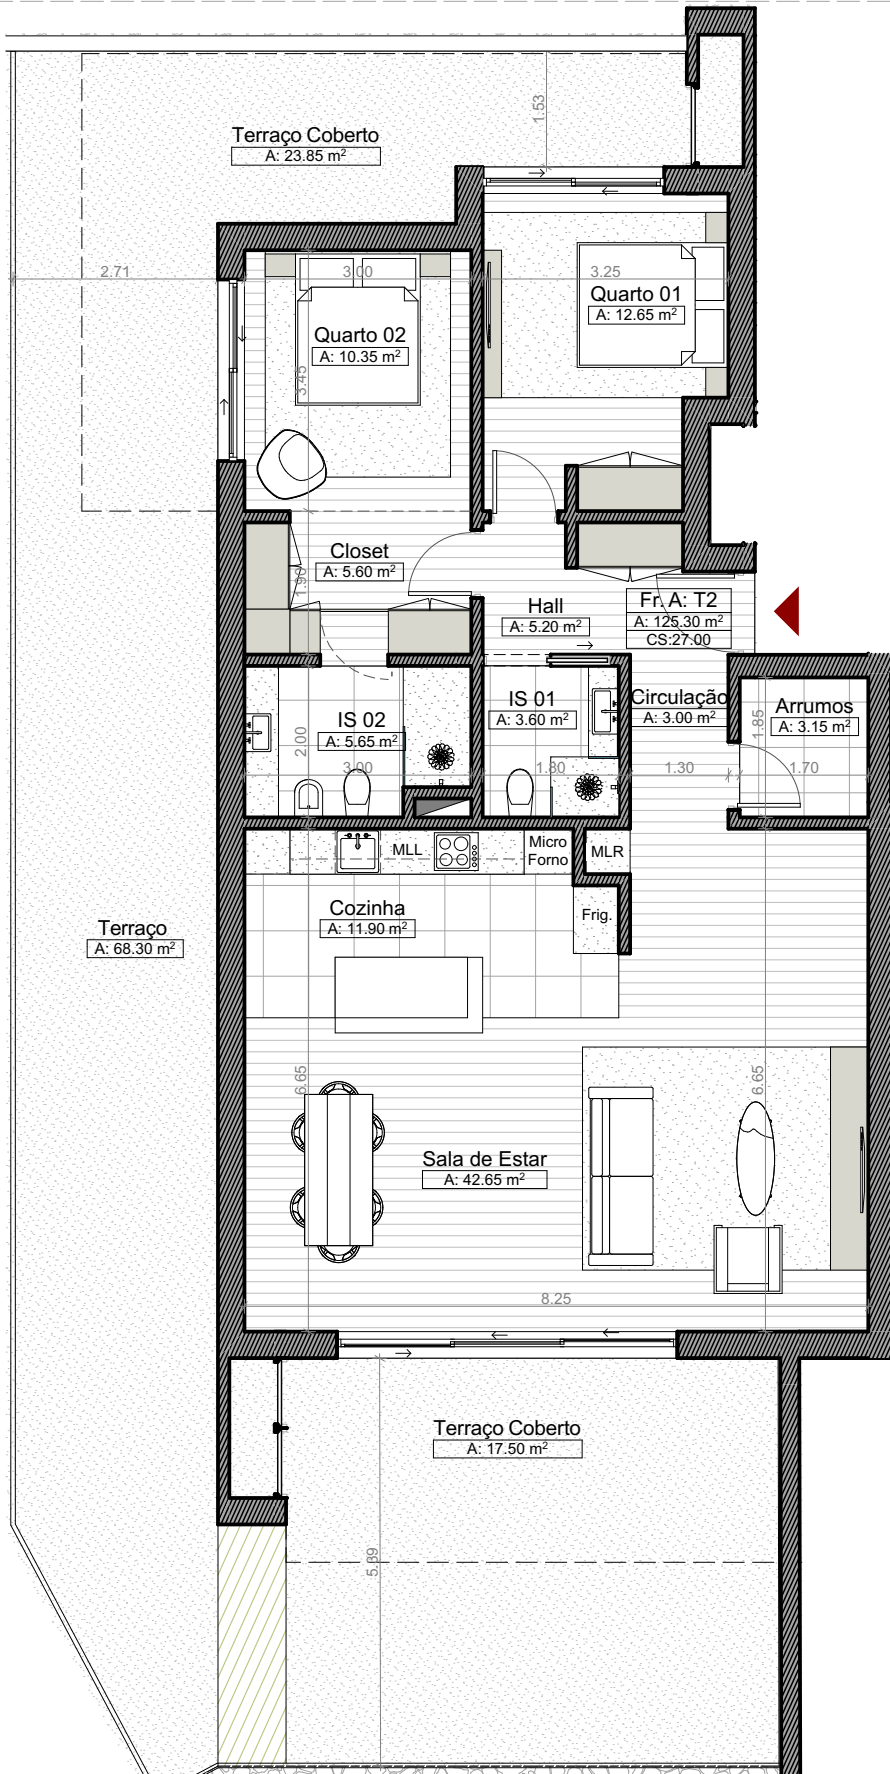 1.53
Terraço Coberto
A: 23.85 m²
2.71
3.00
3.25
Quarto 01
A: 12.65 m²
Quarto 02
A: 10.35 m²
3.45
Closet
A: 5.60 m²
1.90
Hall
A: 5.20 m²
Fr. A: T2
A: 125.30 m²
CS:27.00
IS 01
A: 3.60 m²
Circulação
A: 3.00 m²
Arrumos
A: 3.15 m²
1.85
IS 02
A: 5.65 m²
2.00
3.00
1.80
1.30
1.70
MLL
Micro
Forno
MLR
Cozinha
A: 11.90 m²
Frig.
Terraço
A: 68.30 m²
6.65
6.65
Sala de Estar
A: 42.65 m²
8.25
Terraço Coberto
A: 17.50 m²
5.89